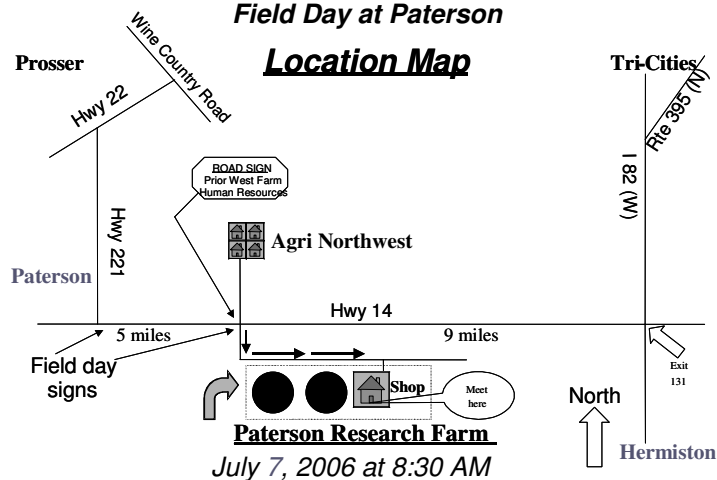 Field Day at Paterson
Location Map
Prosser
Wine Country Road
Tri-Cities
Hwy 22
Rte 395 (N)
ROAD SIGN
Prior West Farm
Human Resources
I 82 (W)
Hwy 221
Agri Northwest
Paterson
Hwy 14
5 miles
9 miles
Field day
signs
Exit
131
Shop
Meet
here
North
Paterson Research Farm
Hermiston
July 7, 2006 at 8:30 AM